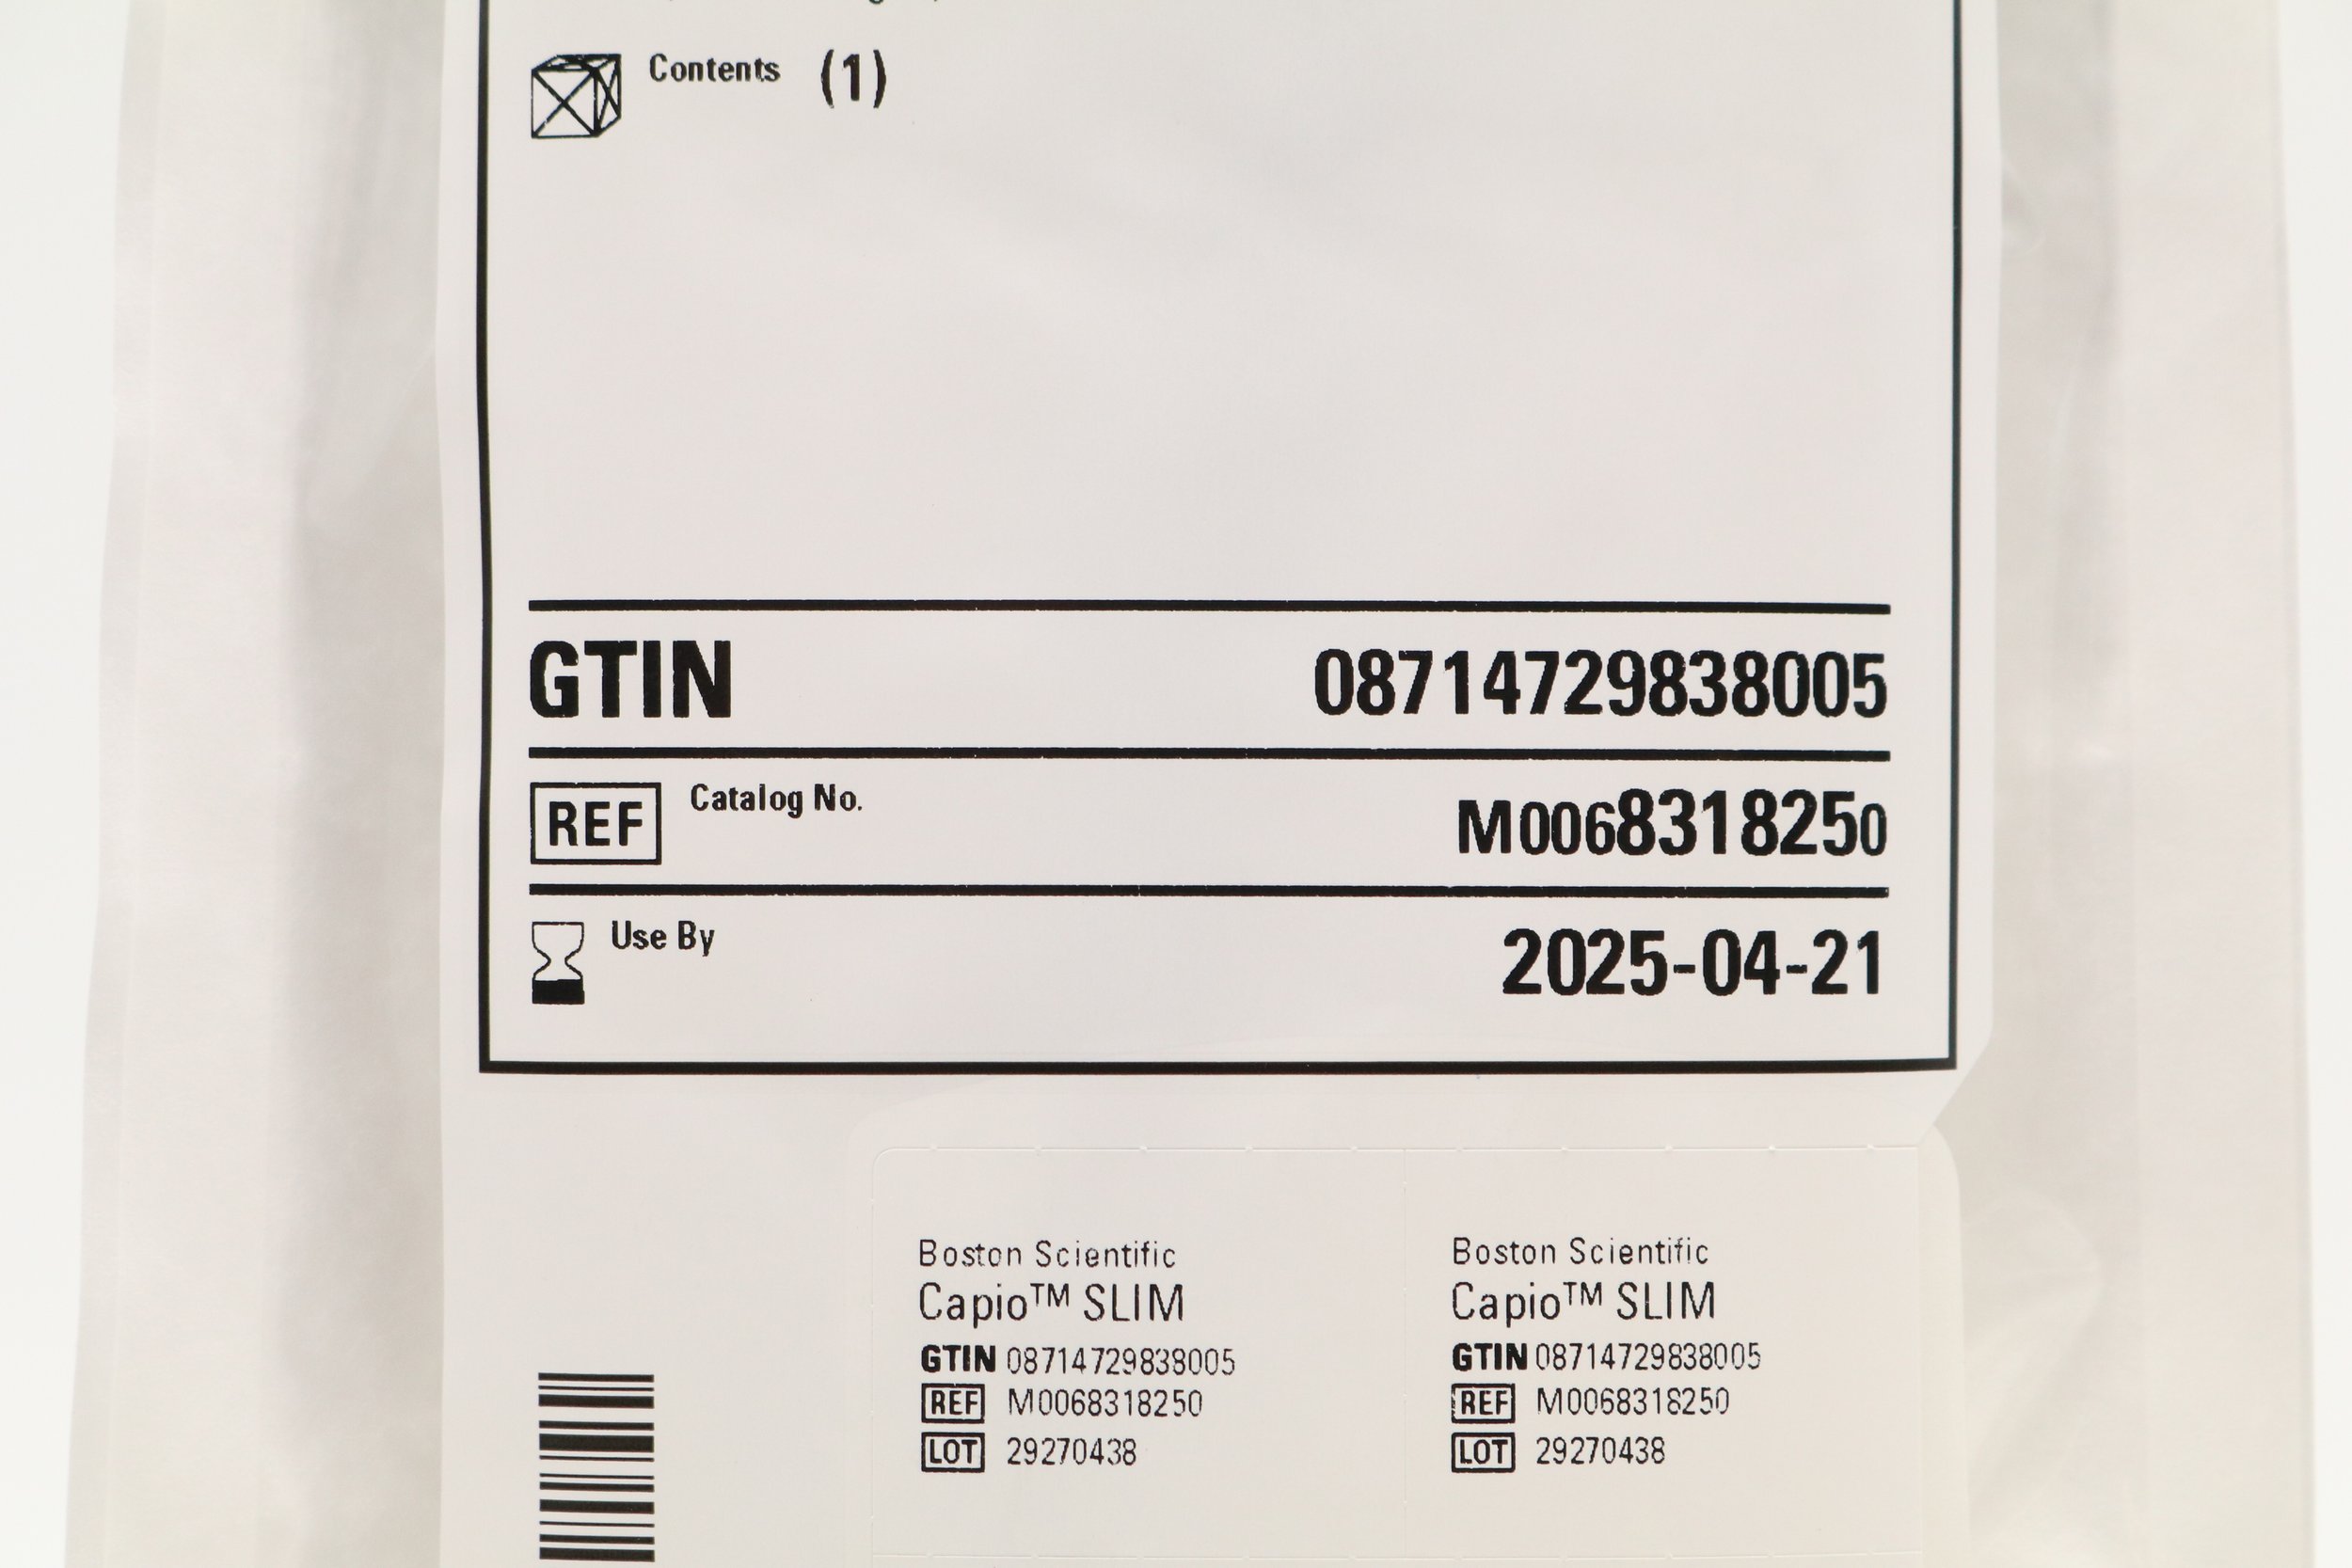 Contents (1)
GTIN 08714729838005
REF Catalog No. M0068318250
Use By 2025-04-21
Boston Scientific
Capio™ SLIM
GTIN 08714729838005
REF M0068318250
LOT 29270438
Boston Scientific
Capio™ SLIM
GTIN 08714729838005
REF M0068318250
LOT 29270438